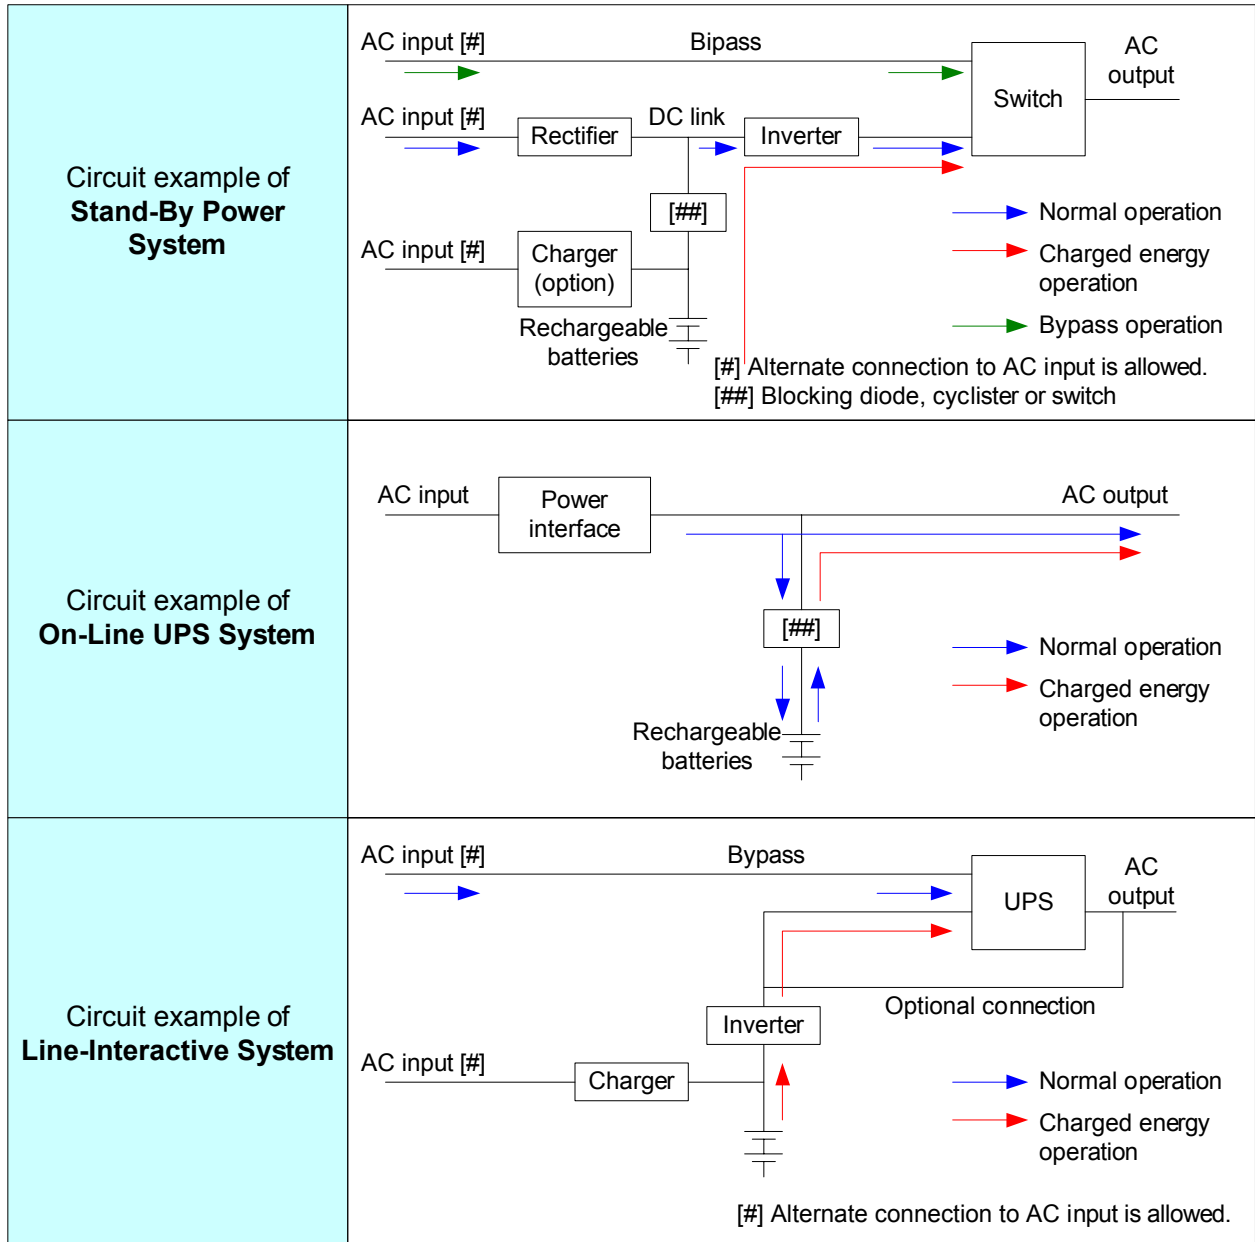 Circuit example of
Stand-By Power
System
AC input [#]
Bipass
AC
output
Switch
AC input [#]
Rectifier
DC link
Inverter
[##]
AC input [#]
Charger
(option)
Rechargeable
batteries
Normal operation
Charged energy
operation
Bypass operation
[#] Alternate connection to AC input is allowed.
[##] Blocking diode, cyclister or switch
Circuit example of
On-Line UPS System
AC input
Power
interface
AC output
[##]
Rechargeable
batteries
Normal operation
Charged energy
operation
Circuit example of
Line-Interactive System
AC input [#]
Bypass
UPS
AC
output
Optional connection
Inverter
AC input [#]
Charger
Normal operation
Charged energy
operation
[#] Alternate connection to AC input is allowed.